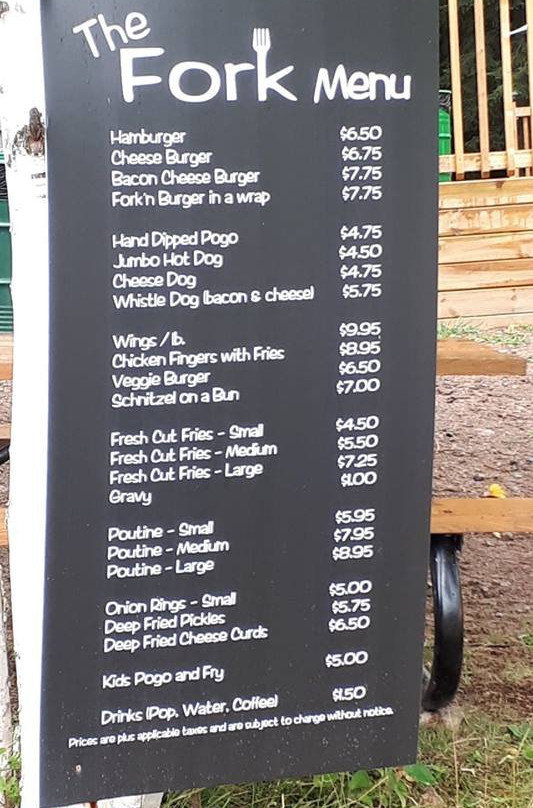 The
Fork Menu
Hamburger $6.50
Cheese Burger $6.75
Bacon Cheese Burger $7.75
Fork'n Burger in a wrap $7.75
Hand Dipped Pogo $4.75
Jumbo Hot Dog $4.50
Cheese Dog $4.75
Whistle Dog (bacon & cheese) $5.75
Wings / lb. $9.95
Chicken Fingers with Fries $8.95
Veggie Burger $6.50
Schnitzel on a Bun $7.00
Fresh Cut Fries - Small $4.50
Fresh Cut Fries - Medium $5.50
Fresh Cut Fries - Large $7.25
Gravy $1.00
Poutine - Small $5.95
Poutine - Medium $7.95
Poutine - Large $8.95
Onion Rings - Small $5.00
Deep Fried Pickles $5.75
Deep Fried Cheese Curds $6.50
Kids Pogo and Fry $5.00
Drinks (Pop, Water, Coffee) $1.50
Prices are plus applicable taxes and are subject to change without notice.